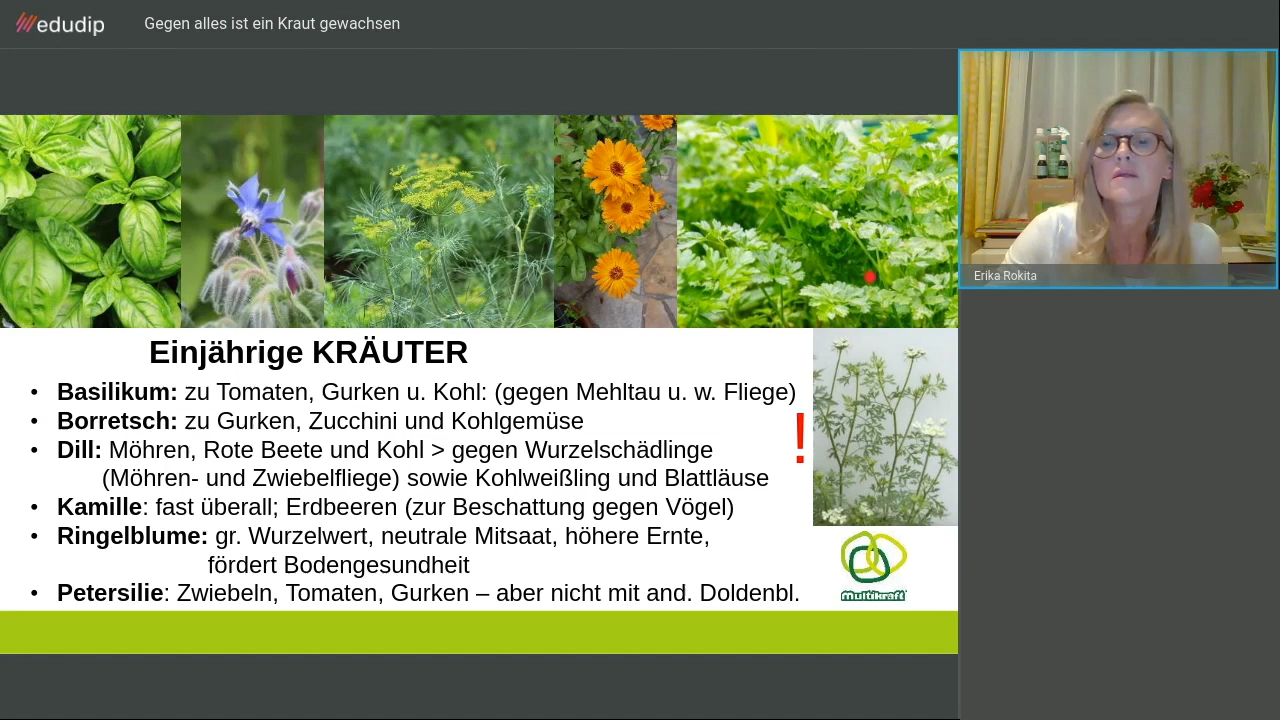 edudip
Gegen alles ist ein Kraut gewachsen
Erika Rokita
Einjährige KRÄUTER
• Basilikum: zu Tomaten, Gurken u. Kohl: (gegen Mehltau u. w. Fliege)
• Borretsch: zu Gurken, Zucchini und Kohlgemüse
!
• Dill: Möhren, Rote Beete und Kohl > gegen Wurzelschädlinge
(Möhren- und Zwiebelfliege) sowie Kohlweißling und Blattläuse
• Kamille: fast überall; Erdbeeren (zur Beschattung gegen Vögel)
• Ringelblume: gr. Wurzelwert, neutrale Mitsaat, höhere Ernte,
fördert Bodengesundheit
• Petersilie: Zwiebeln, Tomaten, Gurken – aber nicht mit and. Doldenbl.
multikraft